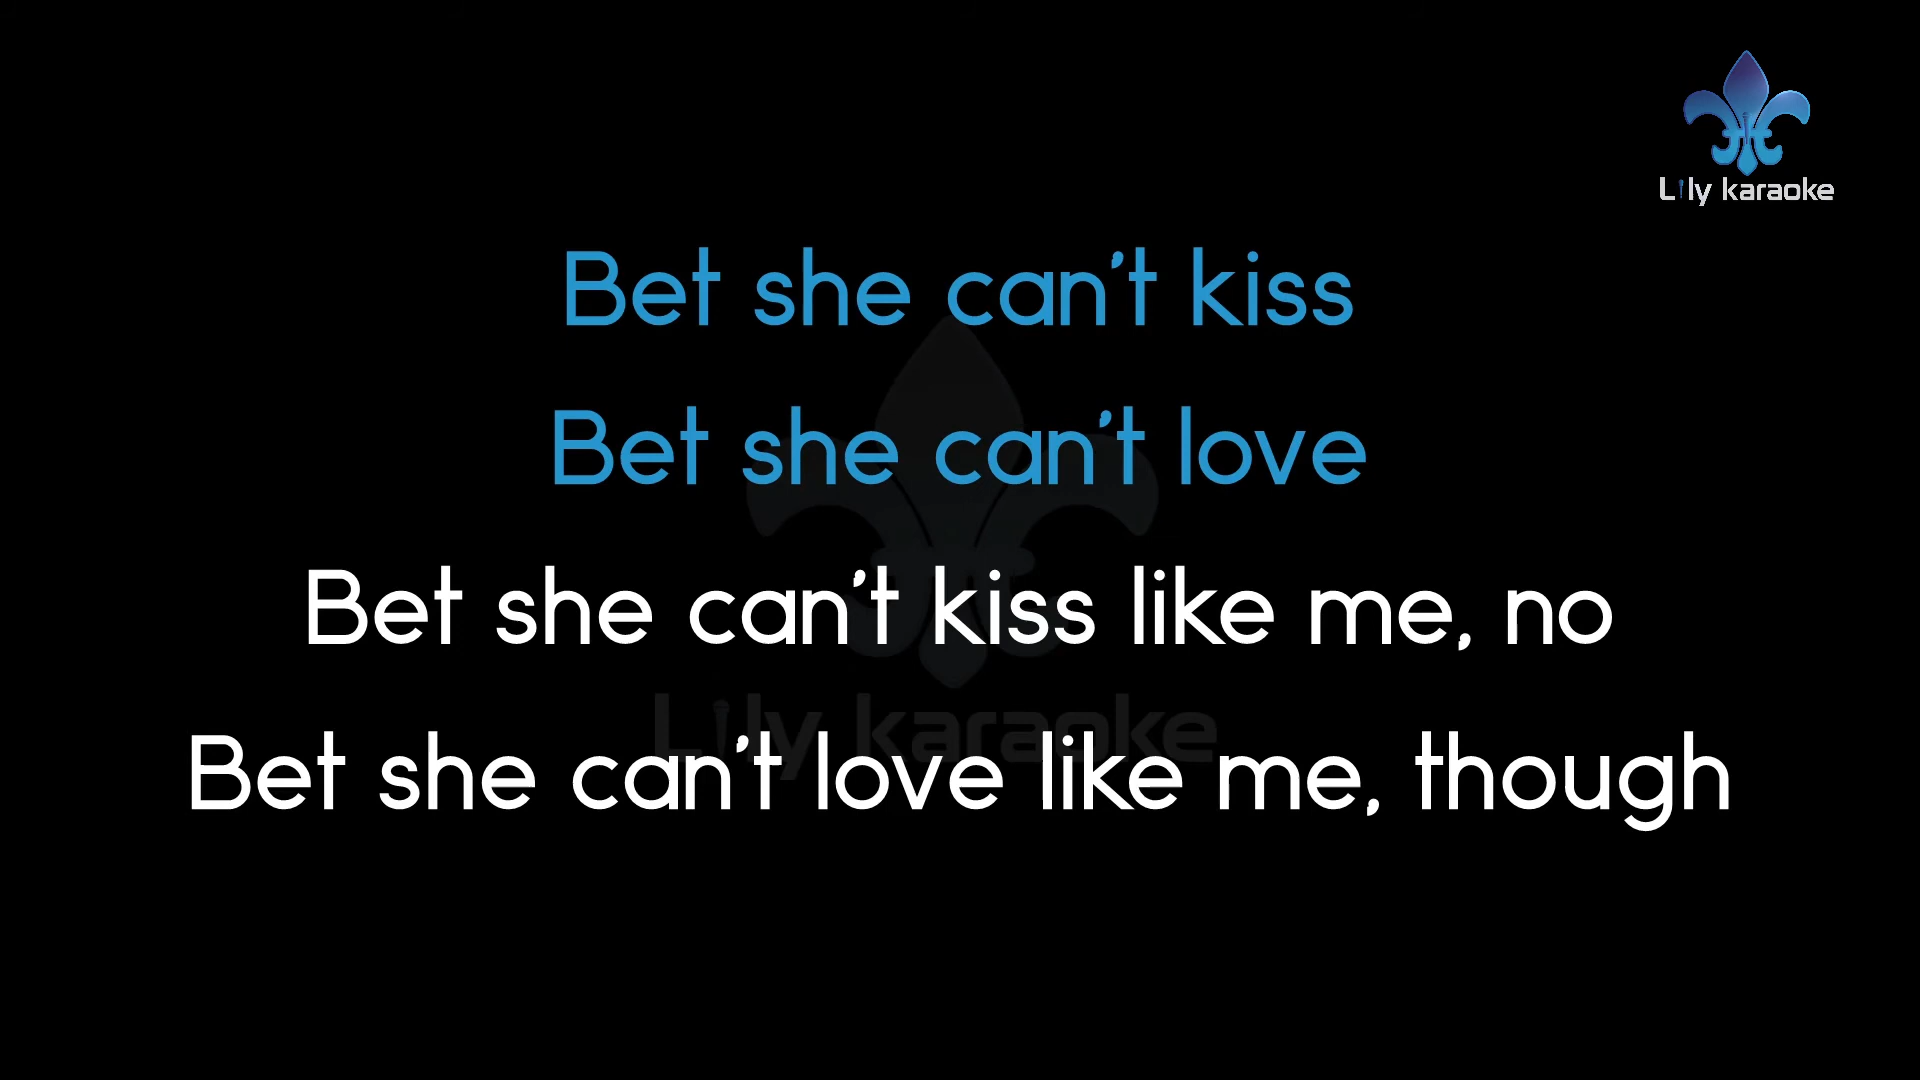 Lily karaoke
Bet she can't kiss
Bet she can't love
Bet she can't kiss like me, no
Lily karaoke
Bet she can't love like me, though